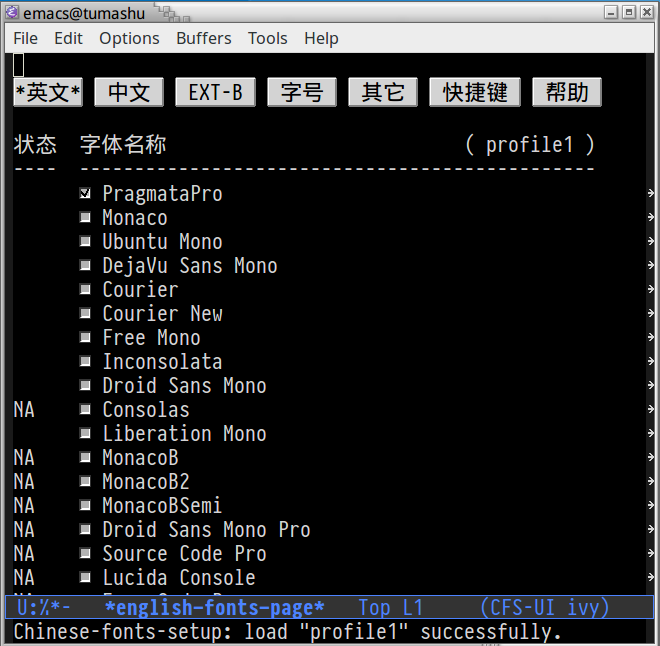 emacs@tumashu
File Edit Options Buffers Tools Help
*英文* 中文 EXT-B 字号 其它 快捷键 帮助
状态 字体名称 ( profile1 )
---- -----------------------------------------------
PragmataPro
Monaco
Ubuntu Mono
DejaVu Sans Mono
Courier
Courier New
Free Mono
Inconsolata
Droid Sans Mono
NA Consolas
Liberation Mono
NA MonacoB
NA MonacoB2
NA MonacoBSemi
NA Droid Sans Mono Pro
NA Source Code Pro
NA Lucida Console
U:%*- *english-fonts-page* Top L1 (CFS-UI ivy)
Chinese-fonts-setup: load "profile1" successfully.